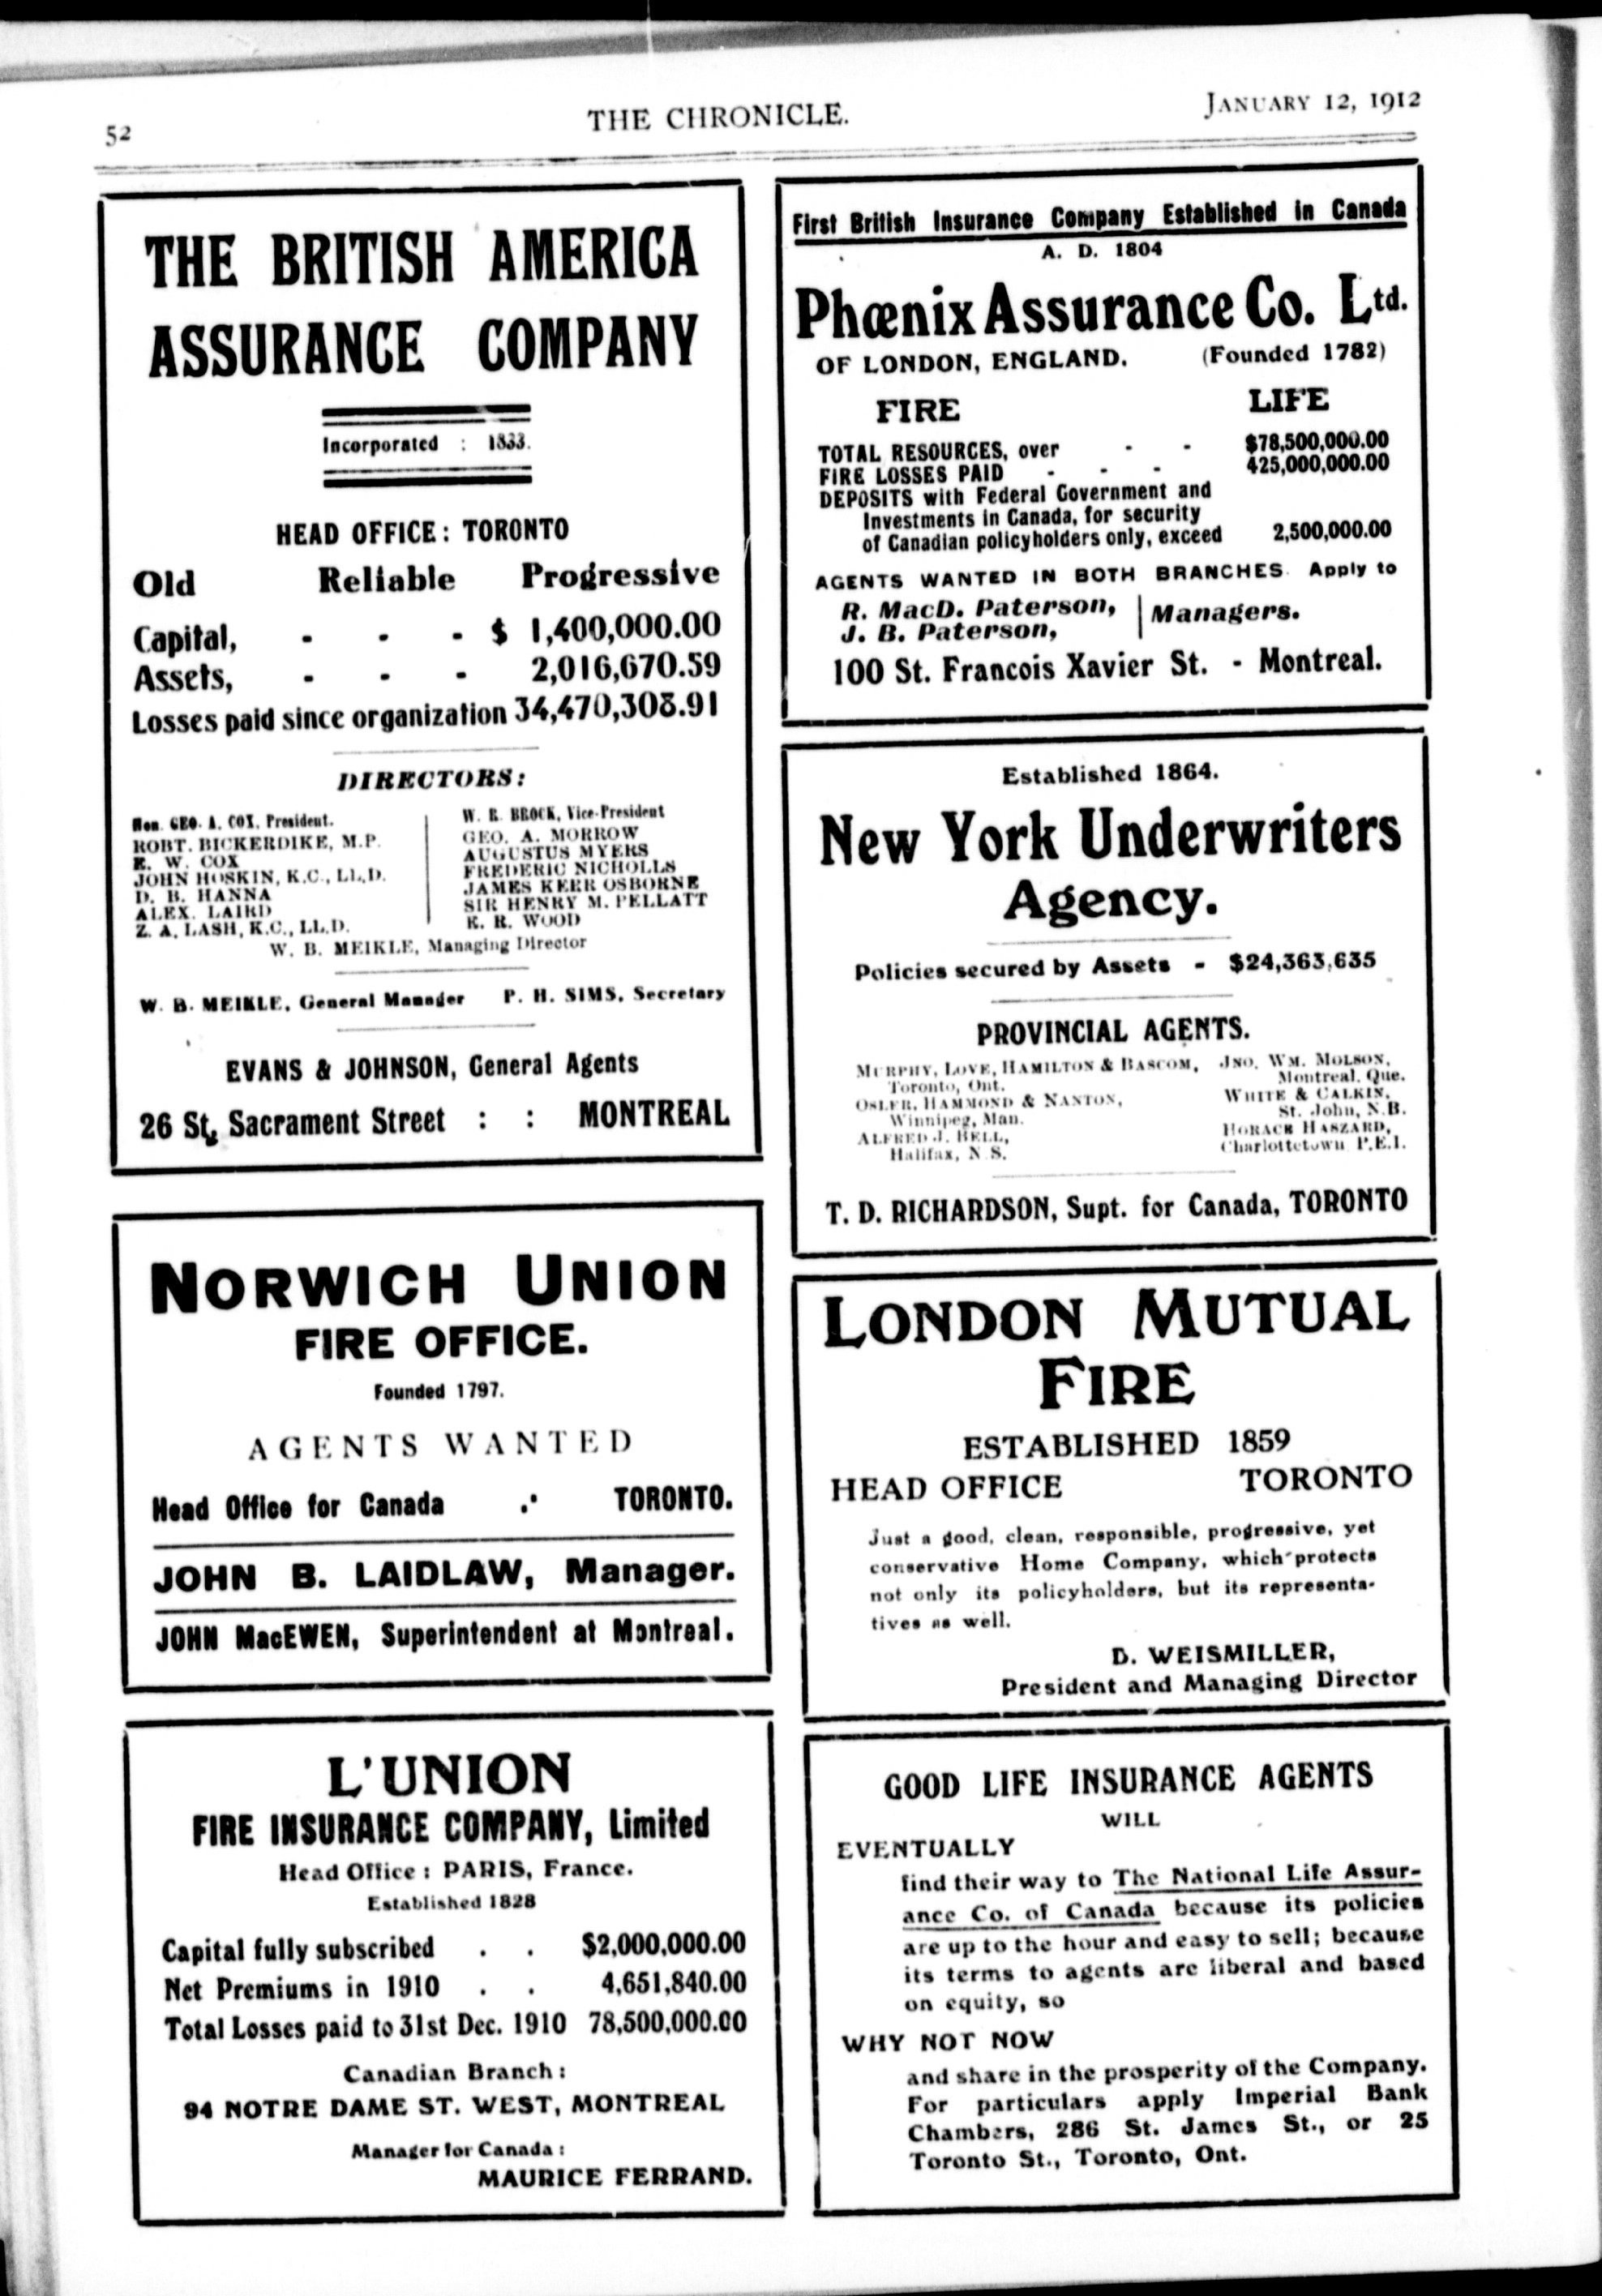 52
THE CHRONICLE.
JANUARY 12, 1912
THE BRITISH AMERICA
ASSURANCE COMPANY
Incorporated : 1833.
HEAD OFFICE: TORONTO
Old Reliable Progressive
Capital, - - - $ 1,400,000.00
Assets, - - - 2,016,670.59
Losses paid since organization 34,470,308.91
DIRECTORS:
Hon. GEO. A. COX, President.
ROBT. BICKERDIKE, M.P.
E. W. COX
JOHN HOSKIN, K.C., LL.D.
D. B. HANNA
ALEX. LAIRD
Z. A. LASH, K.C., LL.D.
W. R. BROCK, Vice-President
GEO. A. MORROW
AUGUSTUS MYERS
FREDERIC NICHOLLS
JAMES KERR OSBORNE
SIR HENRY M. PELLATT
E. R. WOOD
W. B. MEIKLE, Managing Director
W. B. MEIKLE, General Manager P. H. SIMS, Secretary
EVANS & JOHNSON, General Agents
26 St. Sacrament Street : : MONTREAL
NORWICH UNION
FIRE OFFICE.
Founded 1797.
AGENTS WANTED
Head Office for Canada .· TORONTO.
JOHN B. LAIDLAW, Manager.
JOHN MacEWEN, Superintendent at Montreal.
L'UNION
FIRE INSURANCE COMPANY, Limited
Head Office : PARIS, France.
Established 1828
Capital fully subscribed . . $2,000,000.00
Net Premiums in 1910 . . 4,651,840.00
Total Losses paid to 31st Dec. 1910 78,500,000.00
Canadian Branch :
94 NOTRE DAME ST. WEST, MONTREAL
Manager for Canada :
MAURICE FERRAND.
First British Insurance Company Established in Canada
A. D. 1804
Phœnix Assurance Co. Ltd.
OF LONDON, ENGLAND. (Founded 1782)
FIRE LIFE
TOTAL RESOURCES, over - - $78,500,000.00
FIRE LOSSES PAID - - - 425,000,000.00
DEPOSITS with Federal Government and
Investments in Canada, for security
of Canadian policyholders only, exceed 2,500,000.00
AGENTS WANTED IN BOTH BRANCHES. Apply to
R. MacD. Paterson,
J. B. Paterson,
Managers.
100 St. Francois Xavier St. - Montreal.
Established 1864.
New York Underwriters
Agency.
Policies secured by Assets - $24,363,635
PROVINCIAL AGENTS.
MURPHY, LOVE, HAMILTON & BASCOM,
Toronto, Ont.
OSLER, HAMMOND & NANTON,
Winnipeg, Man.
ALFRED J. BELL,
Halifax, N.S.
JNO. WM. MOLSON,
Montreal, Que.
WHITE & CALKIN,
St. John, N.B.
HORACE HASZARD,
Charlottetown P.E.I.
T. D. RICHARDSON, Supt. for Canada, TORONTO
LONDON MUTUAL
FIRE
ESTABLISHED 1859
HEAD OFFICE TORONTO
Just a good, clean, responsible, progressive, yet
conservative Home Company, which protects
not only its policyholders, but its representa-
tives as well.
D. WEISMILLER,
President and Managing Director
GOOD LIFE INSURANCE AGENTS
WILL
EVENTUALLY
find their way to The National Life Assur-
ance Co. of Canada because its policies
are up to the hour and easy to sell; because
its terms to agents are liberal and based
on equity, so
WHY NOT NOW
and share in the prosperity of the Company.
For particulars apply Imperial Bank
Chambers, 286 St. James St., or 25
Toronto St., Toronto, Ont.